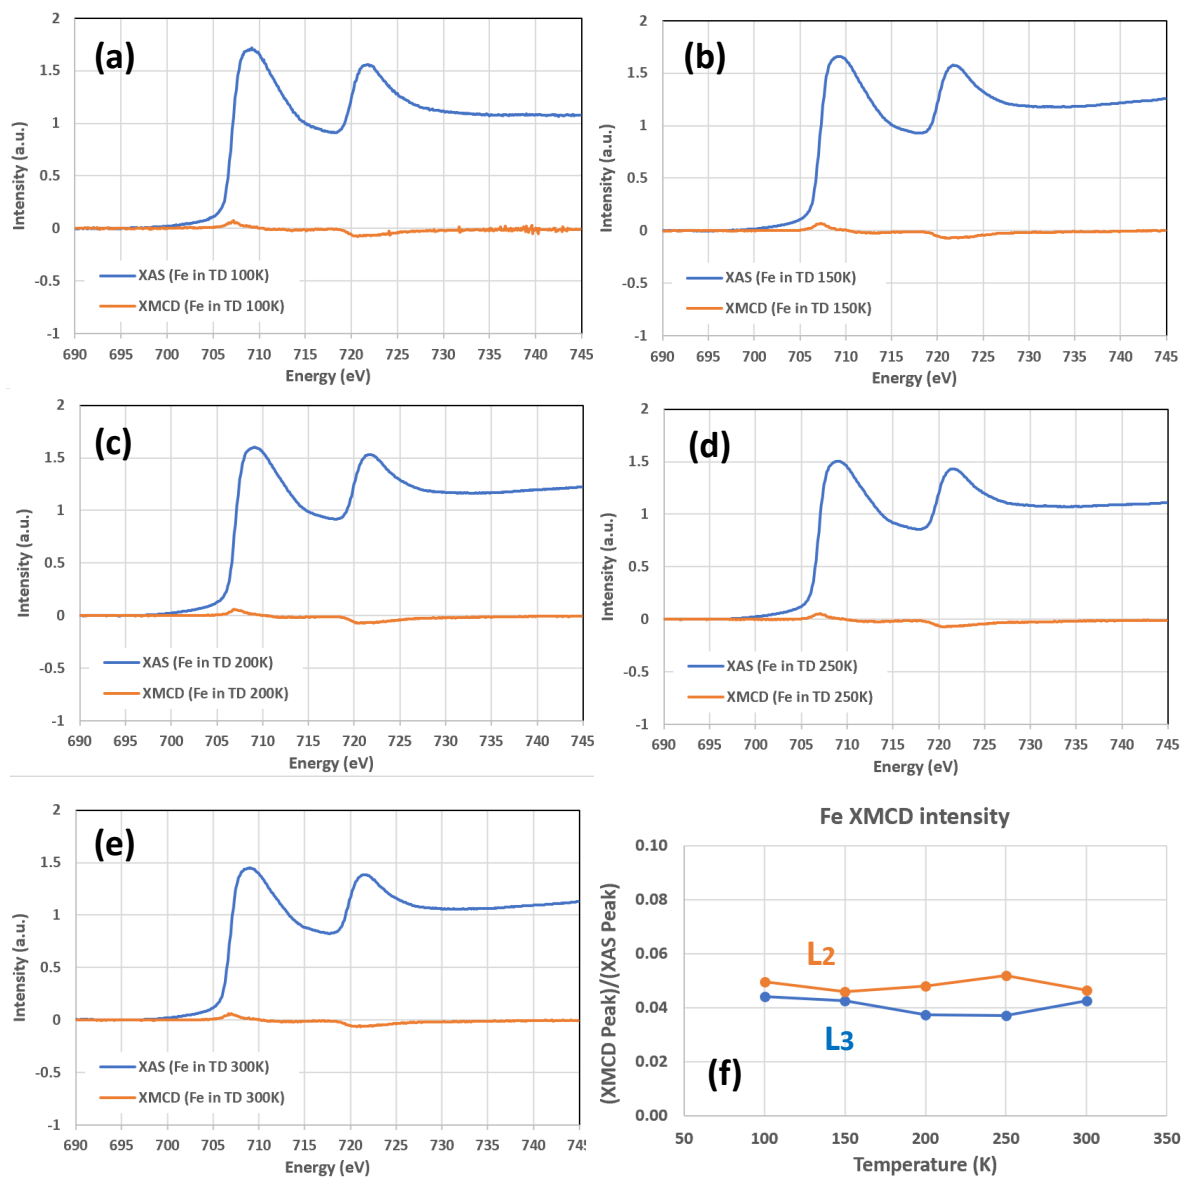 (a)
2
1.5
1
0.5
0
-0.5
-1
Intensity (a.u.)
XAS (Fe in TD 100K)
XMCD (Fe in TD 100K)
690 695 700 705 710 715 720 725 730 735 740 745
Energy (eV)
(b)
2
1.5
1
0.5
0
-0.5
-1
Intensity (a.u.)
XAS (Fe in TD 150K)
XMCD (Fe in TD 150K)
690 695 700 705 710 715 720 725 730 735 740 745
Energy (eV)
(c)
2
1.5
1
0.5
0
-0.5
-1
Intensity (a.u.)
XAS (Fe in TD 200K)
XMCD (Fe in TD 200K)
690 695 700 705 710 715 720 725 730 735 740 745
Energy (eV)
(d)
2
1.5
1
0.5
0
-0.5
-1
Intensity (a.u.)
XAS (Fe in TD 250K)
XMCD (Fe in TD 250K)
690 695 700 705 710 715 720 725 730 735 740 745
Energy (eV)
(e)
2
1.5
1
0.5
0
-0.5
-1
Intensity (a.u.)
XAS (Fe in TD 300K)
XMCD (Fe in TD 300K)
690 695 700 705 710 715 720 725 730 735 740 745
Energy (eV)
Fe XMCD intensity
0.10
0.08
0.06
0.04
0.02
0.00
(XMCD Peak)/(XAS Peak)
L2
L3
(f)
50 100 150 200 250 300 350
Temperature (K)